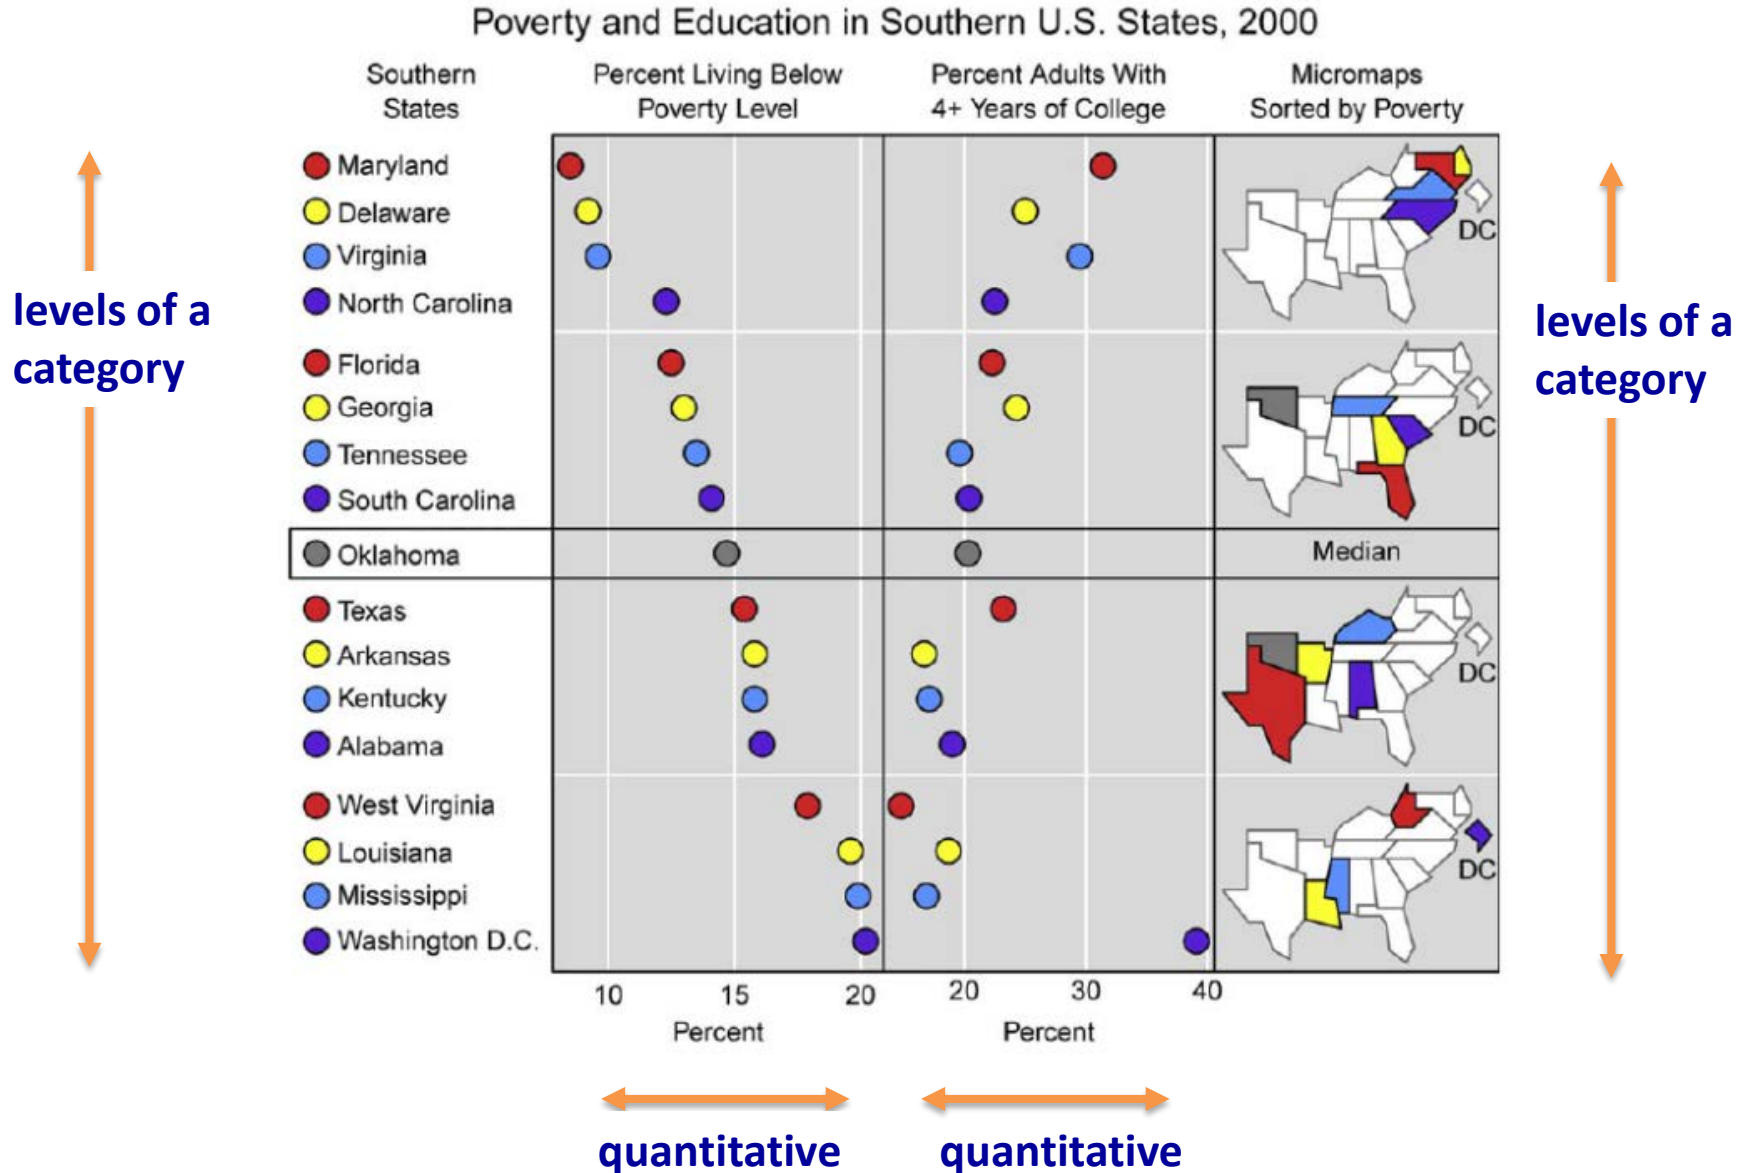 Poverty and Education in Southern U.S. States, 2000
Southern
States
Percent Living Below
Poverty Level
Percent Adults With
4+ Years of College
Micromaps
Sorted by Poverty
levels of a
category
Maryland
Delaware
Virginia
North Carolina
DC
Florida
Georgia
Tennessee
South Carolina
DC
Oklahoma
Median
Texas
Arkansas
Kentucky
Alabama
DC
West Virginia
Louisiana
Mississippi
Washington D.C.
DC
levels of a
category
10 15 20
20 30 40
Percent
Percent
quantitative
quantitative